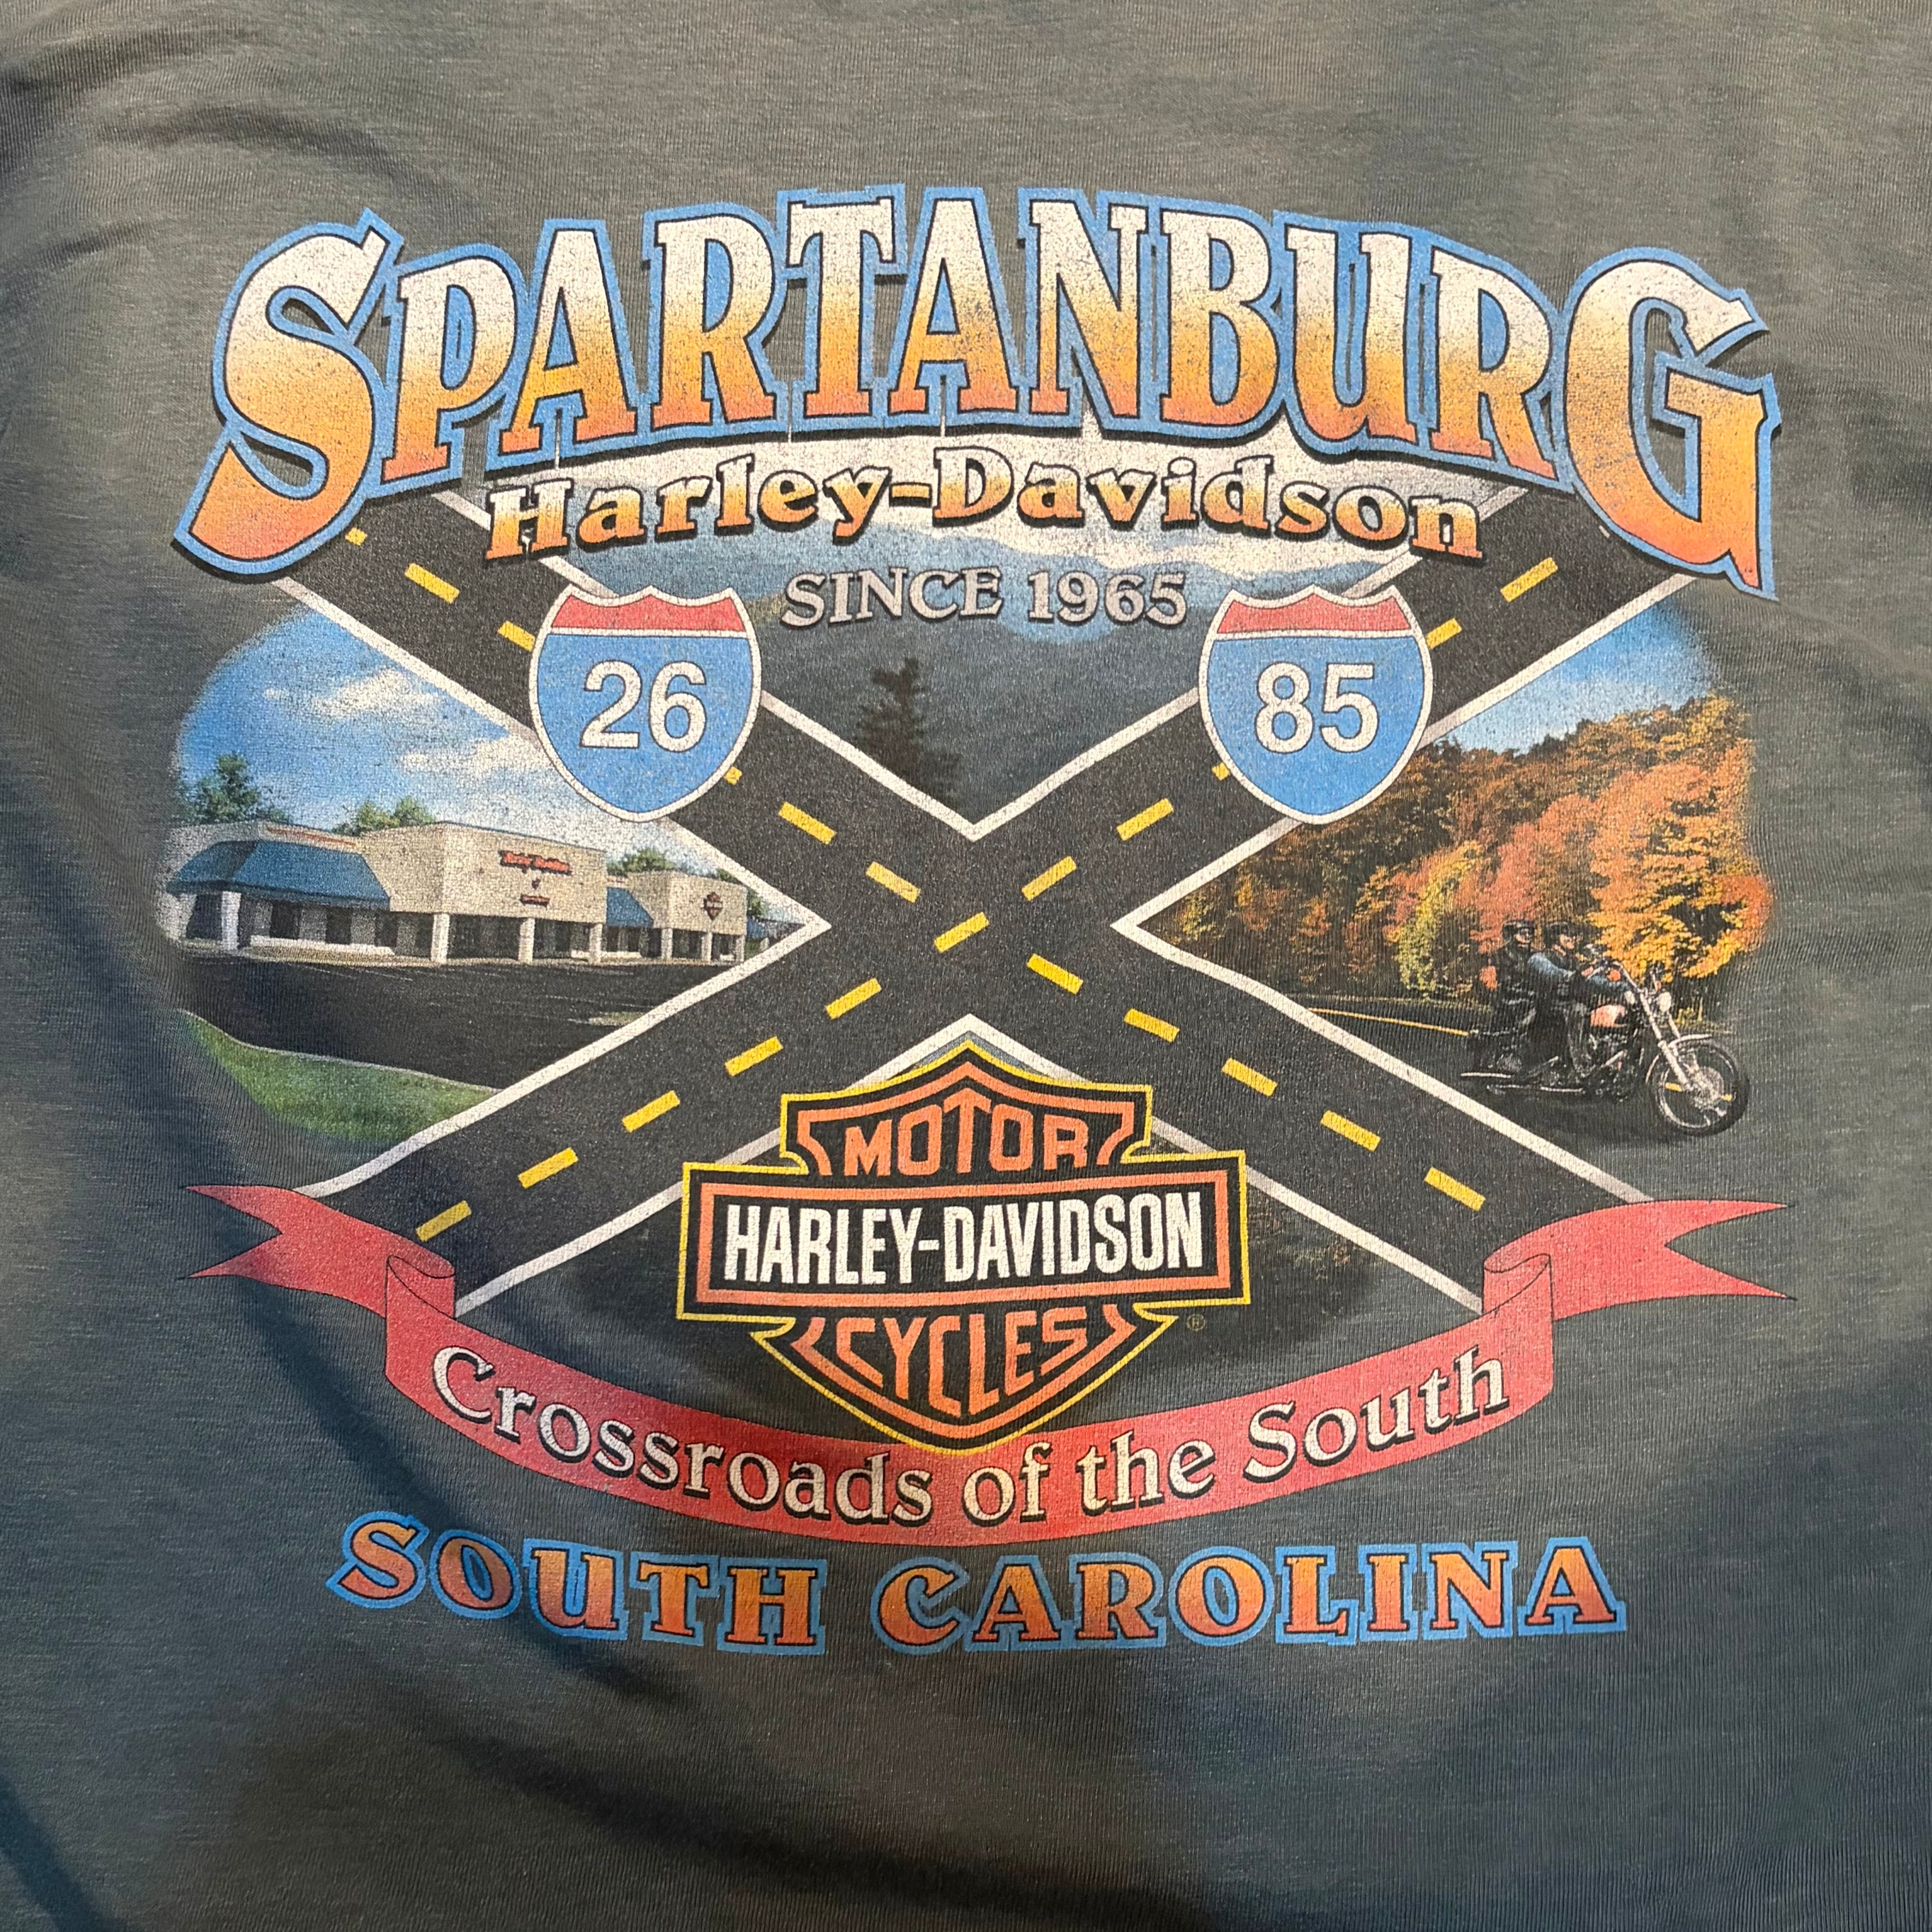 SPARTANBURG
Harley-Davidson
SINCE 1965
26
85
MOTOR
HARLEY-DAVIDSON
CYCLES
®
Crossroads of the South
SOUTH CAROLINA